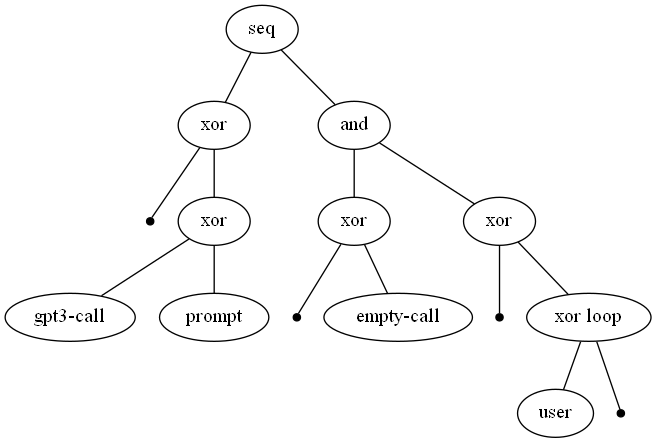 seq
xor
and
xor
xor
xor
gpt3-call
prompt
empty-call
xor loop
user